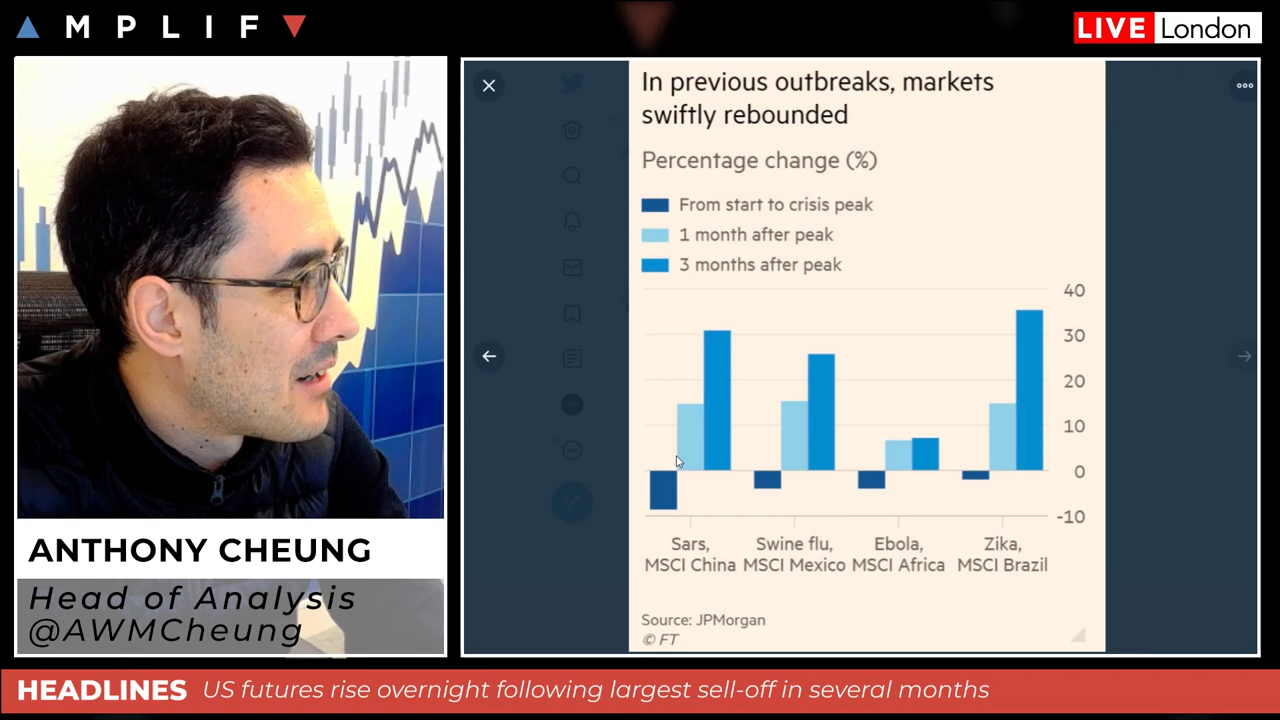 AMPLIFY
LIVE London
In previous outbreaks, markets
swiftly rebounded
Percentage change (%)
From start to crisis peak
1 month after peak
3 months after peak
40
30
20
10
0
-10
Sars,
MSCI China
Swine flu,
MSCI Mexico
Ebola,
MSCI Africa
Zika,
MSCI Brazil
Source: JPMorgan
© FT
ANTHONY CHEUNG
Head of Analysis
@AWMCheung
HEADLINES US futures rise overnight following largest sell-off in several months